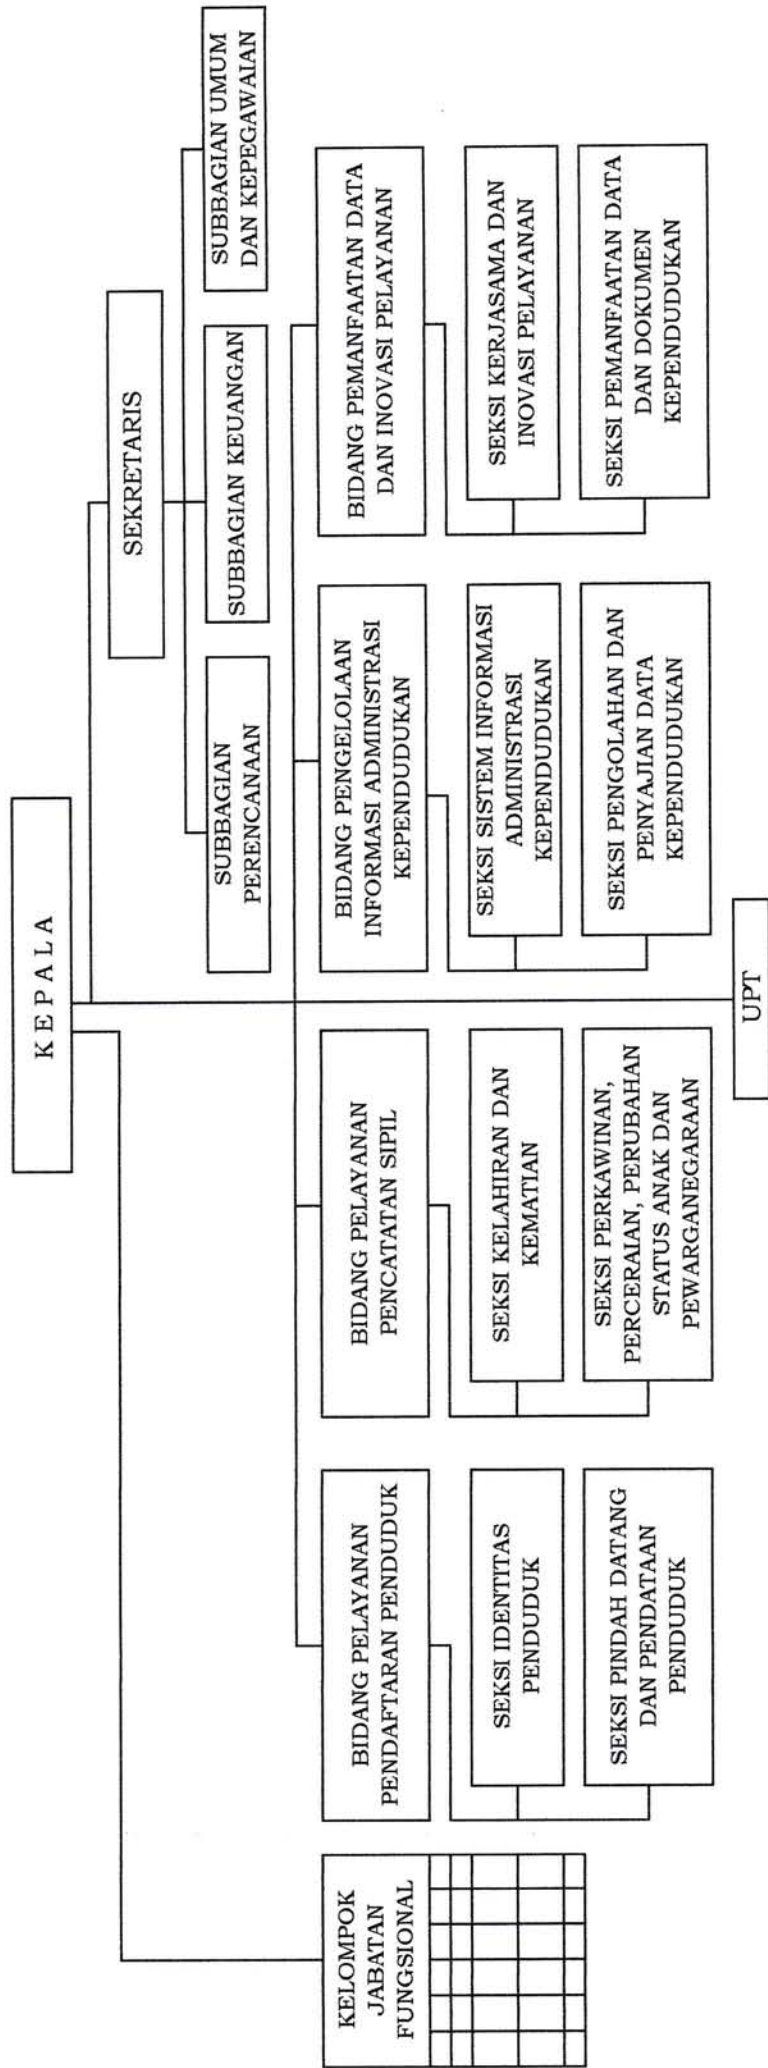 K E P A L A
SEKRETARIS
SUBBAGIAN
PERENCANAAN
SUBBAGIAN KEUANGAN
SUBBAGIAN UMUM
DAN KEPEGAWAIAN
KELOMPOK
JABATAN
FUNGSIONAL
BIDANG PELAYANAN
PENDAFTARAN PENDUDUK
BIDANG PELAYANAN
PENCATATAN SIPIL
BIDANG PENGELOLAAN
INFORMASI ADMINISTRASI
KEPENDUDUKAN
BIDANG PEMANFAATAN DATA
DAN INOVASI PELAYANAN
SEKSI IDENTITAS
PENDUDUK
SEKSI KELAHIRAN DAN
KEMATIAN
SEKSI SISTEM INFORMASI
ADMINISTRASI
KEPENDUDUKAN
SEKSI KERJASAMA DAN
INOVASI PELAYANAN
SEKSI PINDAH DATANG
DAN PENDATAAN
PENDUDUK
SEKSI PERKAWINAN,
PERCERAIAN, PERUBAHAN
STATUS ANAK DAN
PEWARGANEGARAAN
SEKSI PENGOLAHAN DAN
PENYAJIAN DATA
KEPENDUDUKAN
SEKSI PEMANFAATAN DATA
DAN DOKUMEN
KEPENDUDUKAN
UPT